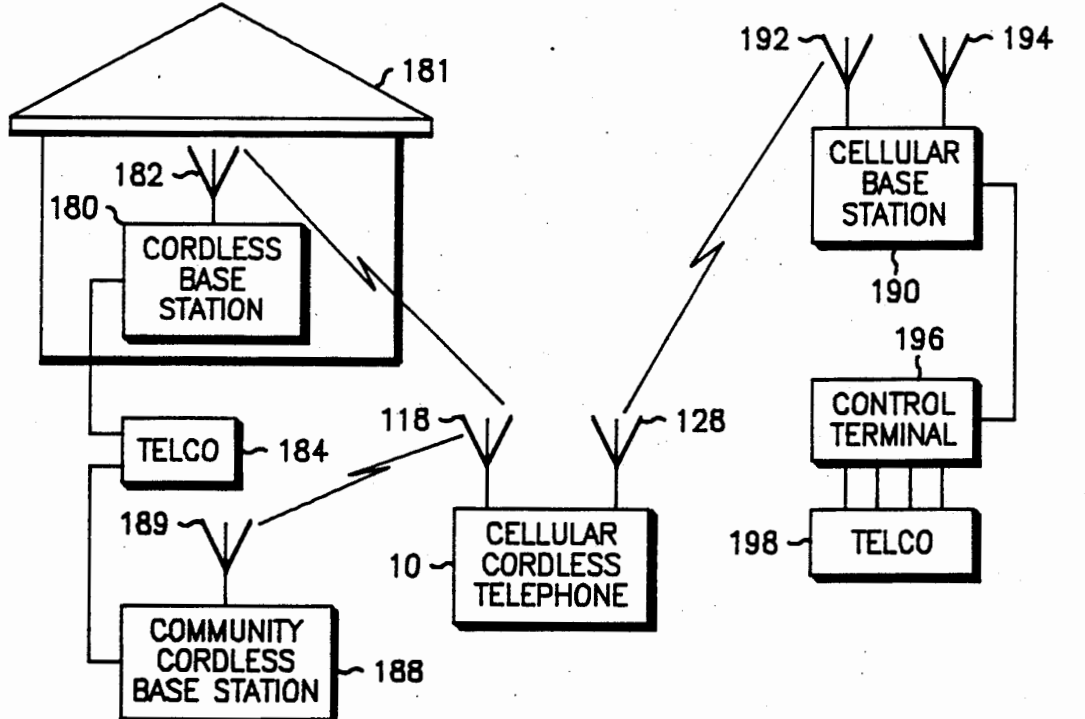 181
182
180
CORDLESS
BASE
STATION
192
194
CELLULAR
BASE
STATION
190
196
CONTROL
TERMINAL
118
128
TELCO
184
189
10
CELLULAR
CORDLESS
TELEPHONE
198
TELCO
COMMUNITY
CORDLESS
BASE STATION
188